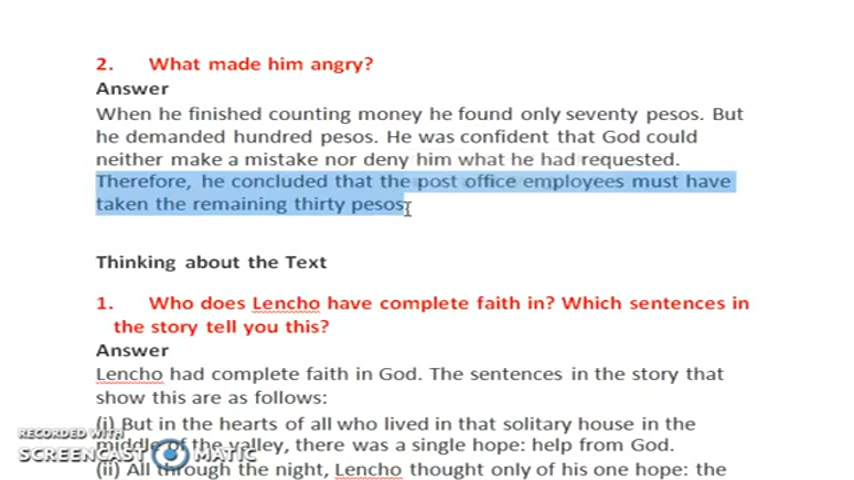 2. What made him angry?
Answer
When he finished counting money he found only seventy pesos. But
he demanded hundred pesos. He was confident that God could
neither make a mistake nor deny him what he had requested.
Therefore, he concluded that the post office employees must have
taken the remaining thirty pesos.
Thinking about the Text
1. Who does Lencho have complete faith in? Which sentences in
the story tell you this?
Answer
Lencho had complete faith in God. The sentences in the story that
show this are as follows:
(i) But in the hearts of all who lived in that solitary house in the
middle of the valley, there was a single hope: help from God.
(ii) All through the night, Lencho thought only of his one hope: the
RECORDED WITH
SCREENCAST MATIC